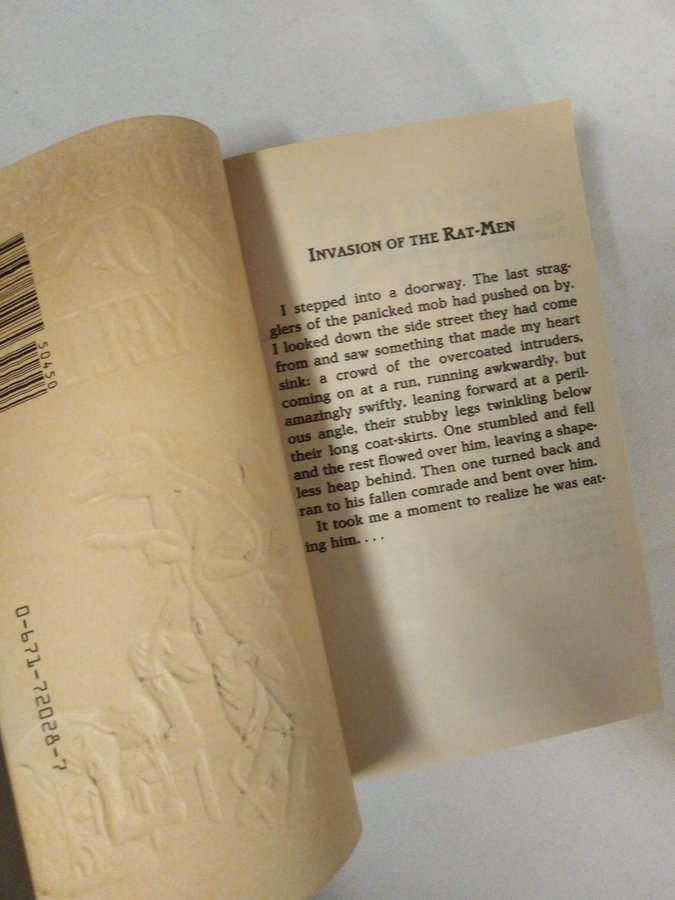 50450
0-671-72028-7
INVASION OF THE RAT-MEN
I stepped into a doorway. The last strag-
glers of the panicked mob had pushed on by.
I looked down the side street they had come
from and saw something that made my heart
sink: a crowd of the overcoated intruders,
coming on at a run, running awkwardly, but
amazingly swiftly, leaning forward at a peril-
ous angle, their stubby legs twinkling below
their long coat-skirts. One stumbled and fell
and the rest flowed over him, leaving a shape-
less heap behind. Then one turned back and
ran to his fallen comrade and bent over him.
It took me a moment to realize he was eat-
ing him. . . .